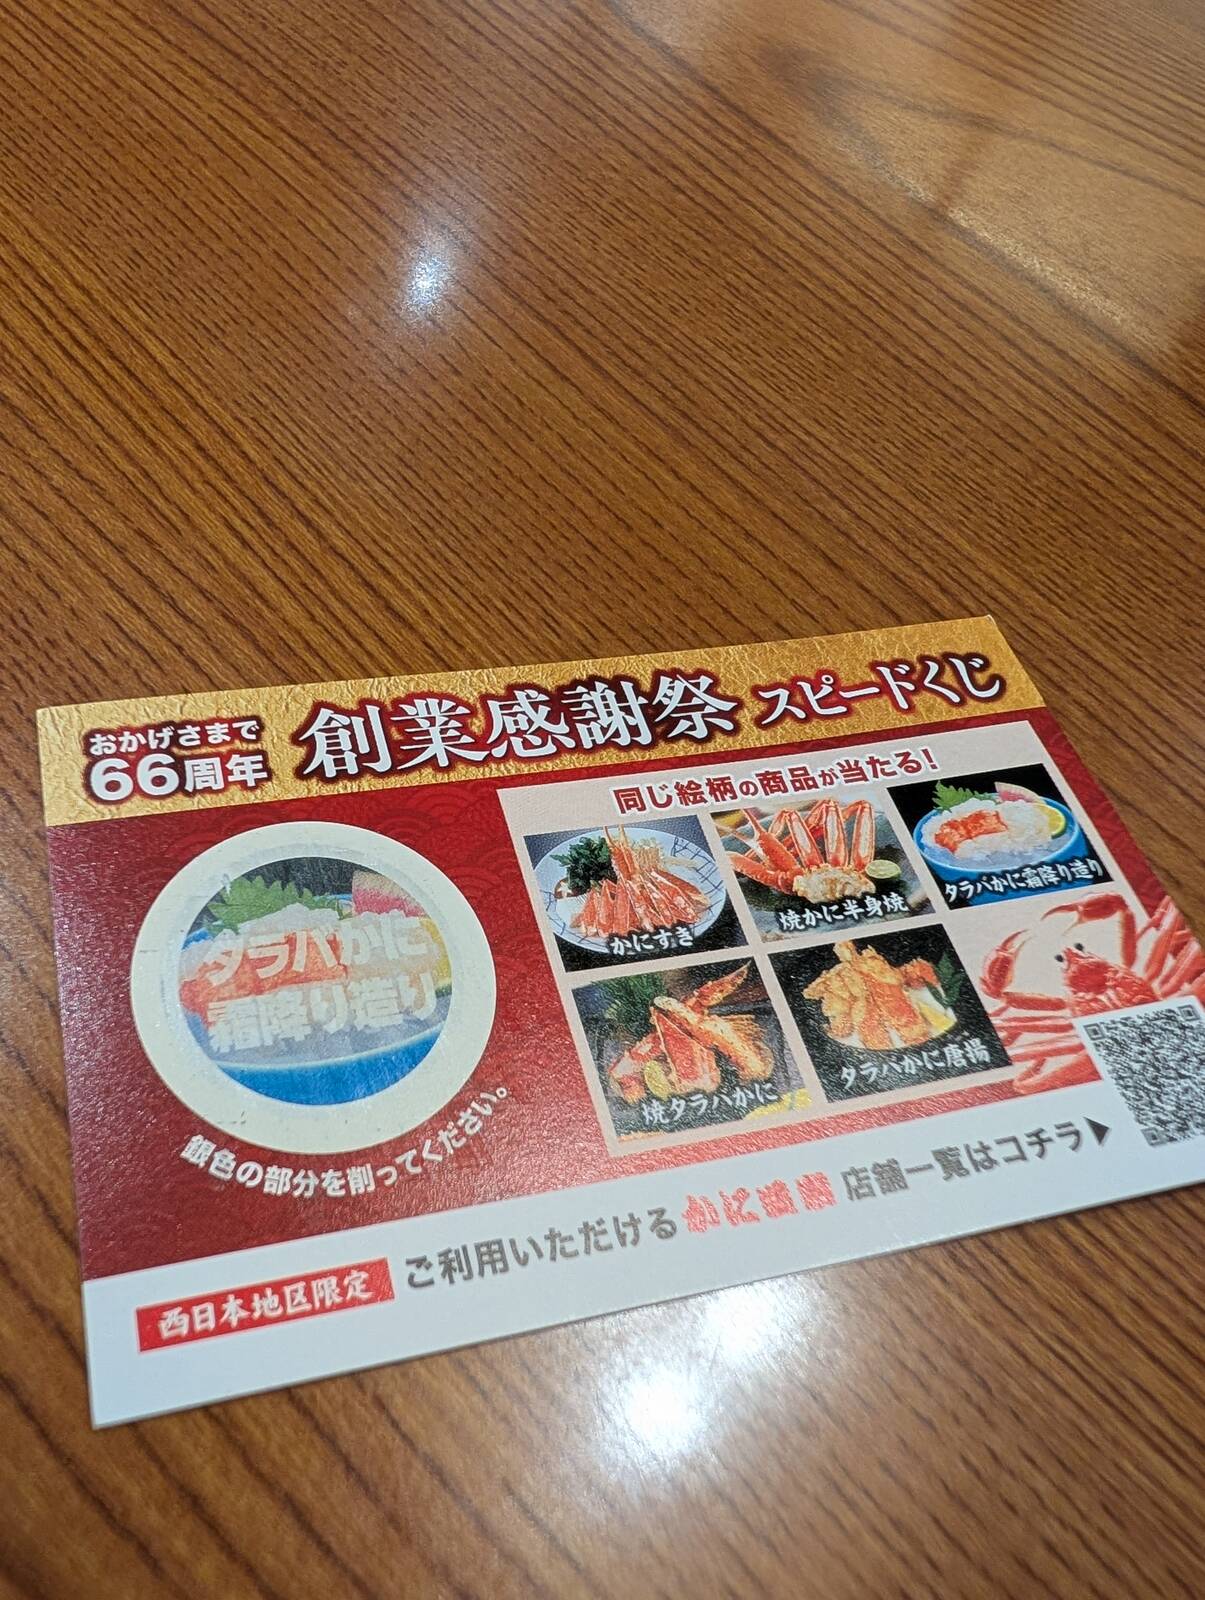 おかげさまで
66周年
創業感謝祭 スピードくじ
同じ絵柄の商品が当たる!
タラバかに
霜降り造り
銀色の部分を削ってください。
かにすき
焼かに半身焼
タラバかに霜降り造り
焼タラバかに
タラバかに唐揚
西日本地区限定
ご利用いただける かに道楽 店舗一覧はコチラ▶